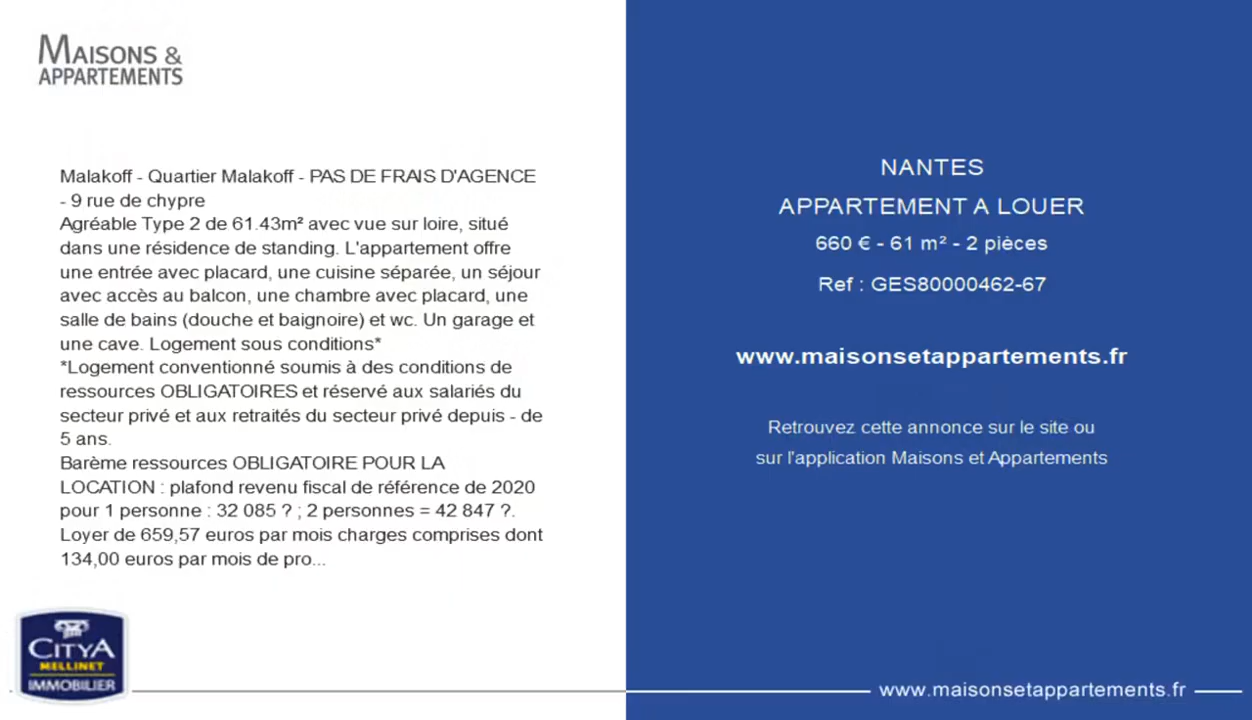 MAISONS &
APPARTEMENTS
Malakoff - Quartier Malakoff - PAS DE FRAIS D'AGENCE
- 9 rue de chypre
Agréable Type 2 de 61.43m² avec vue sur loire, situé
dans une résidence de standing. L'appartement offre
une entrée avec placard, une cuisine séparée, un séjour
avec accès au balcon, une chambre avec placard, une
salle de bains (douche et baignoire) et wc. Un garage et
une cave. Logement sous conditions*
*Logement conventionné soumis à des conditions de
ressources OBLIGATOIRES et réservé aux salariés du
secteur privé et aux retraités du secteur privé depuis - de
5 ans.
Barème ressources OBLIGATOIRE POUR LA
LOCATION : plafond revenu fiscal de référence de 2020
pour 1 personne : 32 085 ? ; 2 personnes = 42 847 ?.
Loyer de 659,57 euros par mois charges comprises dont
134,00 euros par mois de pro...
CITYA
MELLINET
IMMOBILIER
NANTES
APPARTEMENT A LOUER
660 € - 61 m² - 2 pièces
Ref : GES80000462-67
www.maisonsetappartements.fr
Retrouvez cette annonce sur le site ou
sur l'application Maisons et Appartements
www.maisonsetappartements.fr